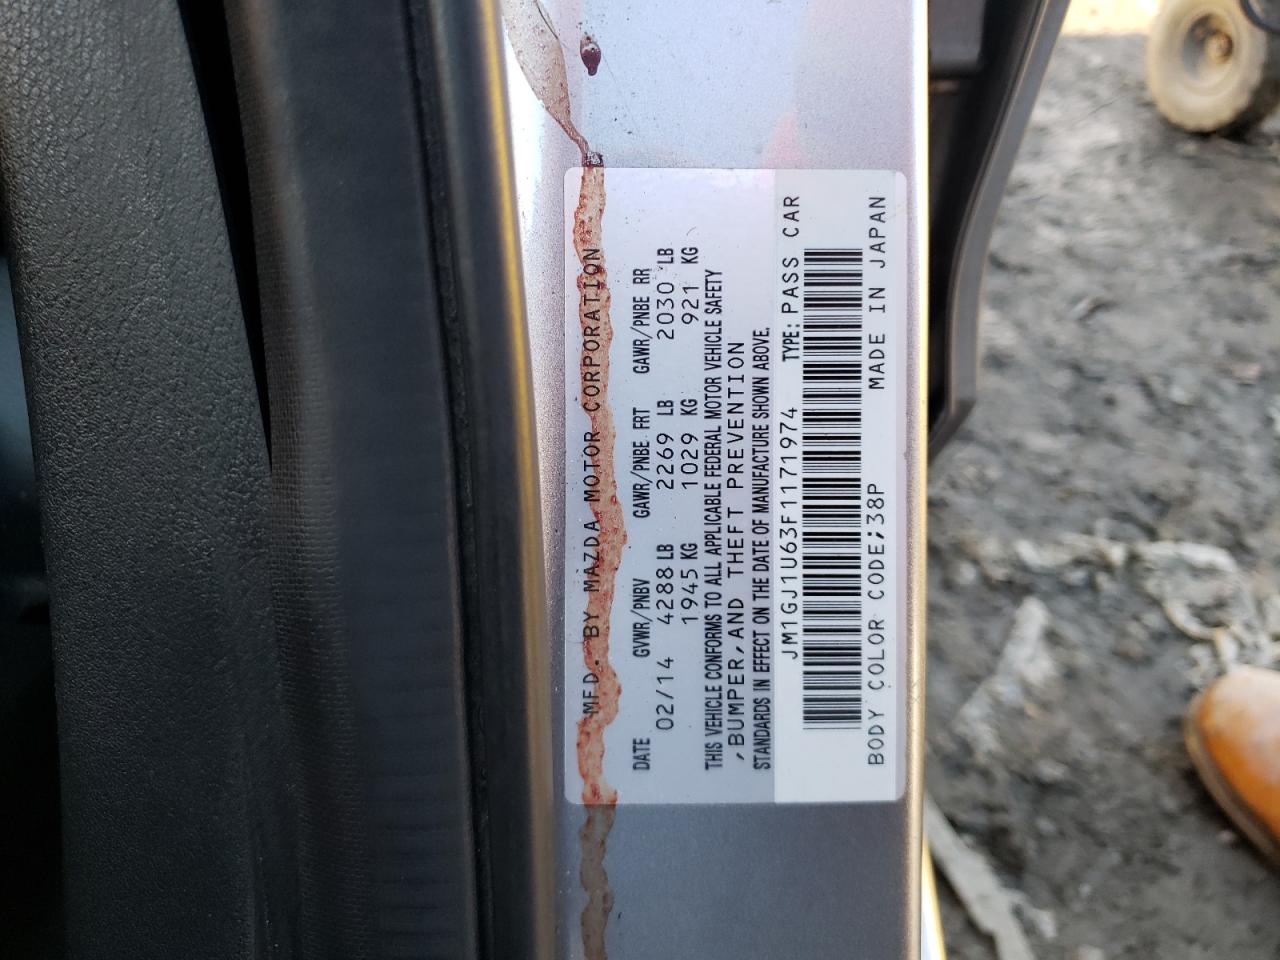 MFD. BY MAZDA MOTOR CORPORATION
DATE GVWR/PNBV GAWR/PNBE FRT GAWR/PNBE RR
02/14 4288 LB 2269 LB 2030 LB
1945 KG 1029 KG 921 KG
THIS VEHICLE CONFORMS TO ALL APPLICABLE FEDERAL MOTOR VEHICLE SAFETY
,BUMPER,AND THEFT PREVENTION
STANDARDS IN EFFECT ON THE DATE OF MANUFACTURE SHOWN ABOVE.
JM1GJ1U63F1171974 TYPE: PASS CAR
BODY COLOR CODE;38P MADE IN JAPAN